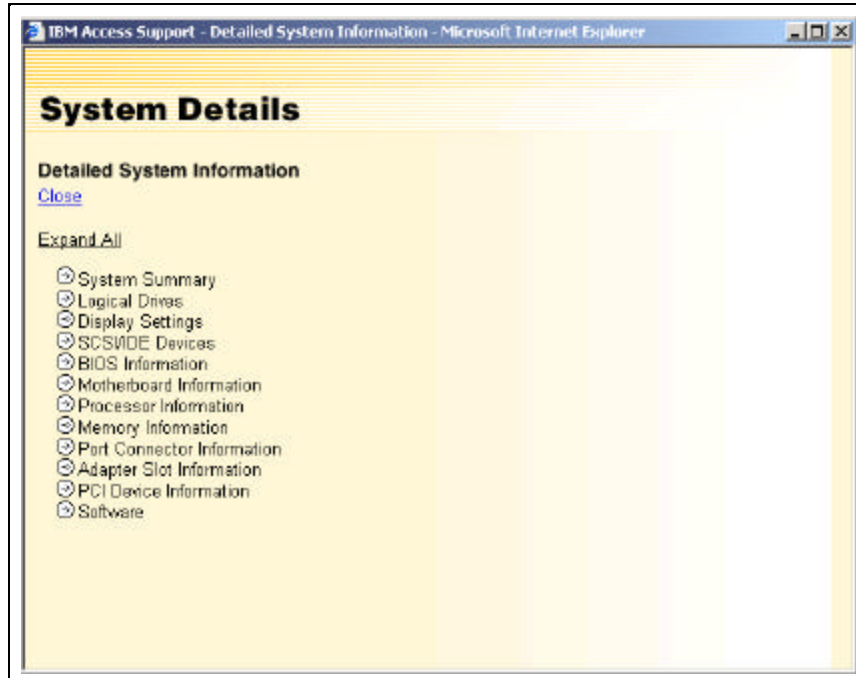 IBM Access Support - Detailed System Information - Microsoft Internet Explorer
System Details
Detailed System Information
Close
Expand All
System Summary
Logical Drives
Display Settings
SCSI/IDE Devices
BIOS Information
Motherboard Information
Processor Information
Memory Information
Port Connector Information
Adapter Slot Information
PCI Device Information
Software